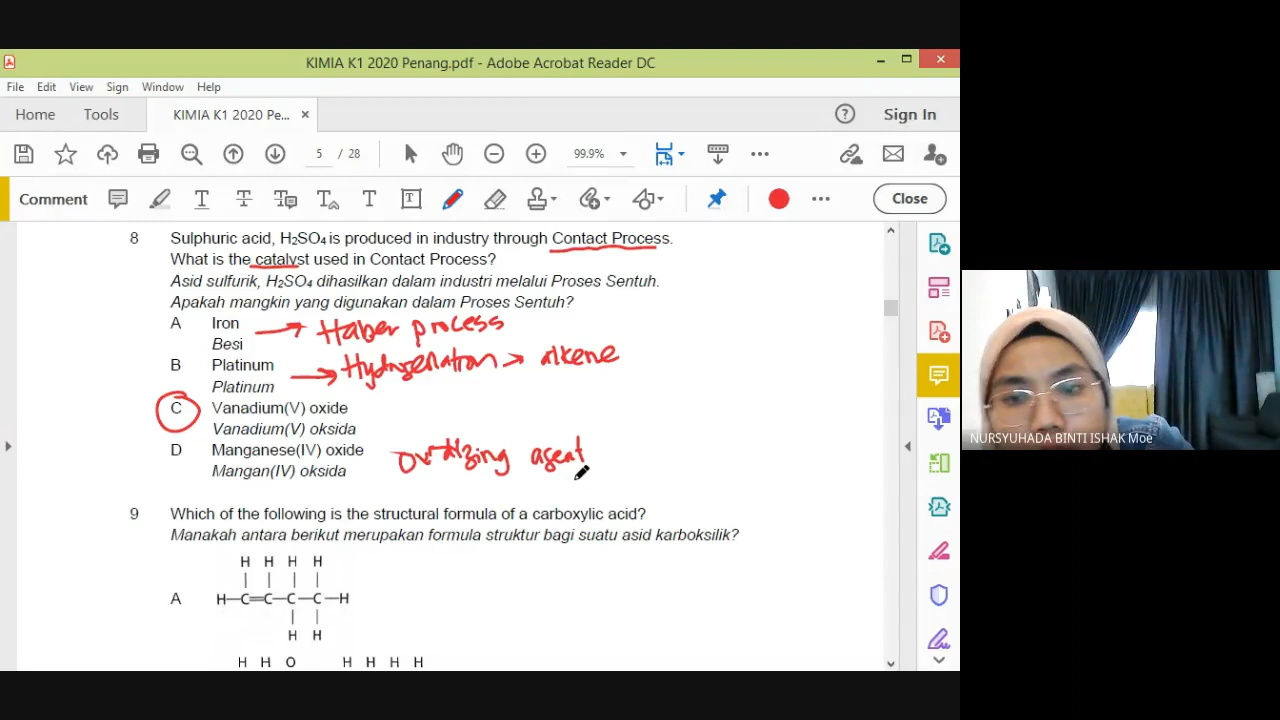 KIMIA K1 2020 Penang.pdf - Adobe Acrobat Reader DC
File Edit View Sign Window Help
Home Tools KIMIA K1 2020 Pe... × ? Sign In
5 / 28 99.9%
Comment Close
8 Sulphuric acid, H₂SO₄ is produced in industry through Contact Process.
What is the catalyst used in Contact Process?
Asid sulfurik, H₂SO₄ dihasilkan dalam industri melalui Proses Sentuh.
Apakah mangkin yang digunakan dalam Proses Sentuh?
A Iron → Haber process
Besi
B Platinum → Hydrogenation → alkene
Platinum
C Vanadium(V) oxide
Vanadium(V) oksida
D Manganese(IV) oxide oxidizing agent
Mangan(IV) oksida
NURSYUHADA BINTI ISHAK Moe
9 Which of the following is the structural formula of a carboxylic acid?
Manakah antara berikut merupakan formula struktur bagi suatu asid karboksilik?
H H H H
A H–C=C–C–C–H
H H
H H O H H H H